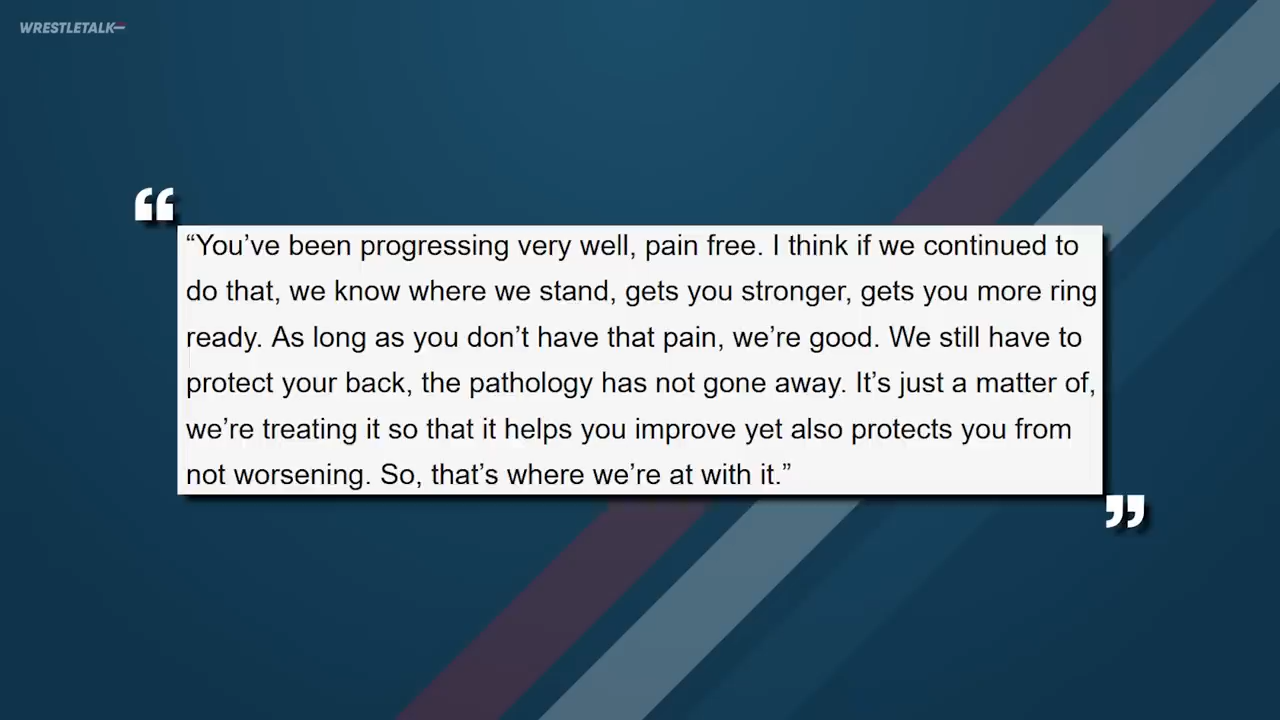 WRESTLETALK
“You’ve been progressing very well, pain free. I think if we continued to
do that, we know where we stand, gets you stronger, gets you more ring
ready. As long as you don’t have that pain, we’re good. We still have to
protect your back, the pathology has not gone away. It’s just a matter of,
we’re treating it so that it helps you improve yet also protects you from
not worsening. So, that’s where we’re at with it.”